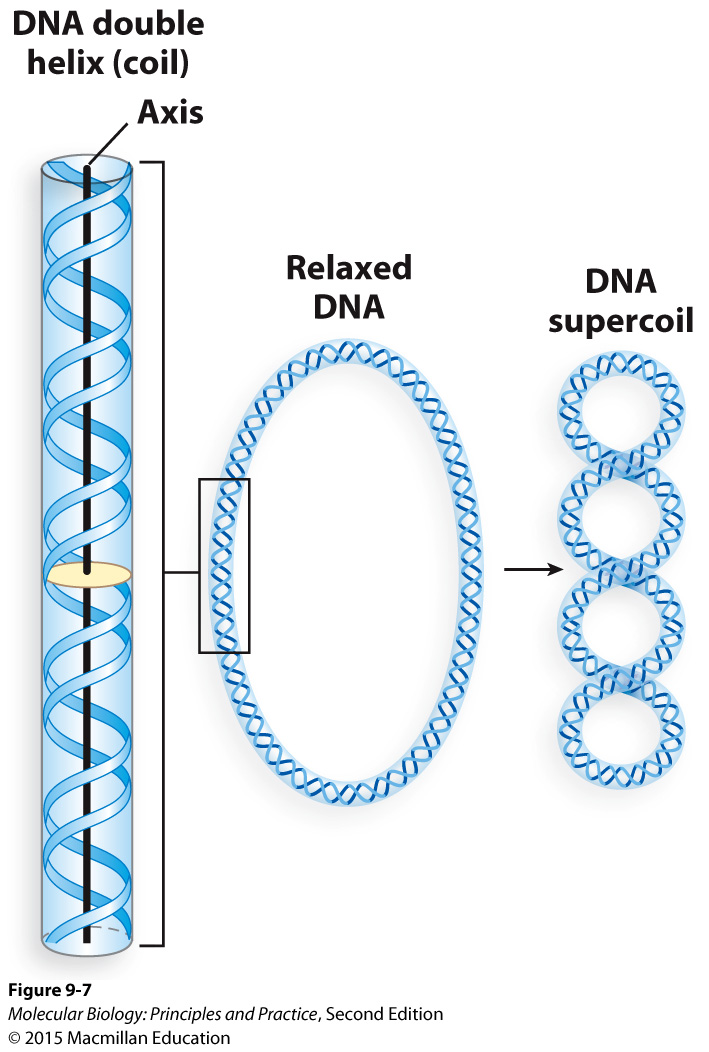 DNA double
helix (coil)
Axis
Relaxed
DNA
DNA
supercoil
Figure 9-7
Molecular Biology: Principles and Practice, Second Edition
© 2015 Macmillan Education